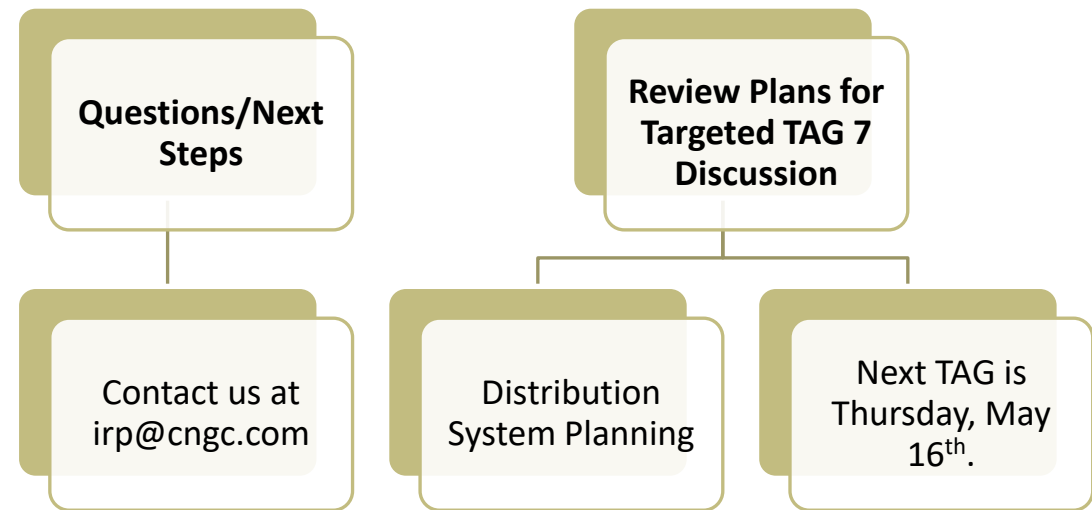 Questions/Next
Steps
Review Plans for
Targeted TAG 7
Discussion
Contact us at
irp@cngc.com
Distribution
System Planning
Next TAG is
Thursday, May
16th.